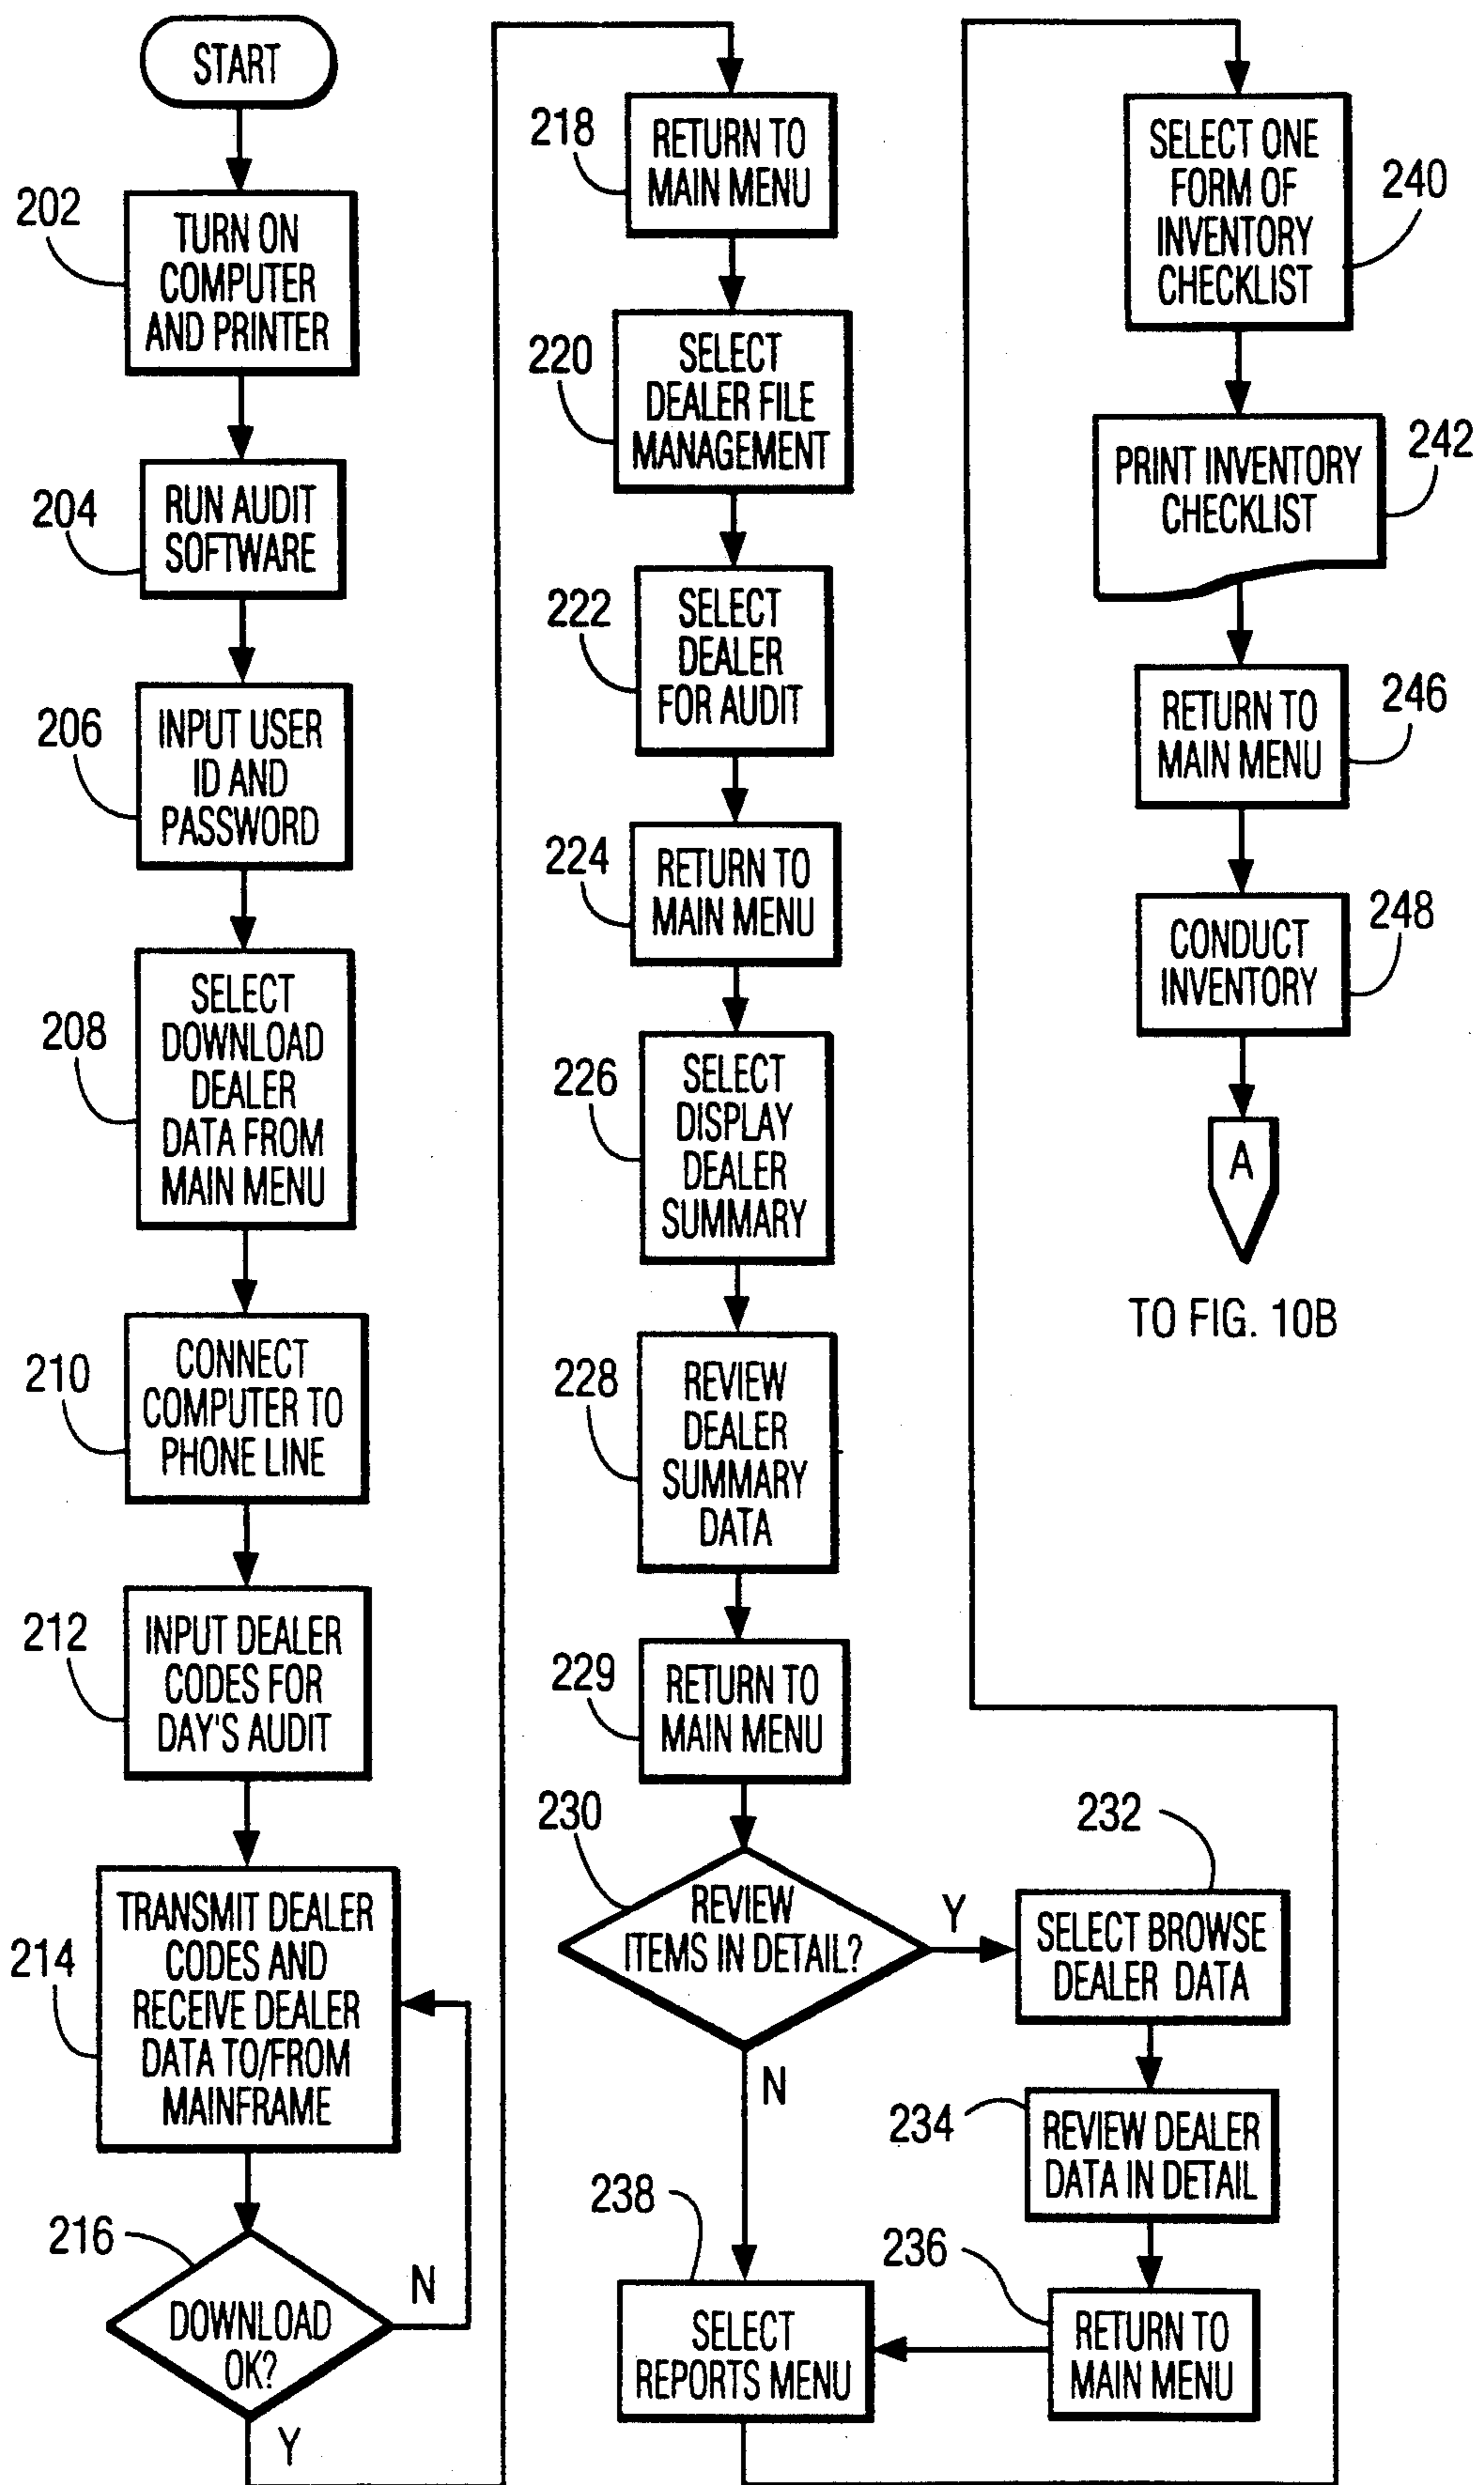 START
202
TURN ON
COMPUTER
AND PRINTER
204
RUN AUDIT
SOFTWARE
206
INPUT USER
ID AND
PASSWORD
208
SELECT
DOWNLOAD
DEALER
DATA FROM
MAIN MENU
210
CONNECT
COMPUTER TO
PHONE LINE
212
INPUT DEALER
CODES FOR
DAY'S AUDIT
214
TRANSMIT DEALER
CODES AND
RECEIVE DEALER
DATA TO/FROM
MAINFRAME
216
DOWNLOAD
OK?
N
Y
218
RETURN TO
MAIN MENU
220
SELECT
DEALER FILE
MANAGEMENT
222
SELECT
DEALER
FOR AUDIT
224
RETURN TO
MAIN MENU
226
SELECT
DISPLAY
DEALER
SUMMARY
228
REVIEW
DEALER
SUMMARY
DATA
229
RETURN TO
MAIN MENU
230
REVIEW
ITEMS IN DETAIL?
Y
N
232
SELECT BROWSE
DEALER DATA
234
REVIEW DEALER
DATA IN DETAIL
236
RETURN TO
MAIN MENU
238
SELECT
REPORTS MENU
240
SELECT ONE
FORM OF
INVENTORY
CHECKLIST
242
PRINT INVENTORY
CHECKLIST
246
RETURN TO
MAIN MENU
248
CONDUCT
INVENTORY
A
TO FIG. 10B